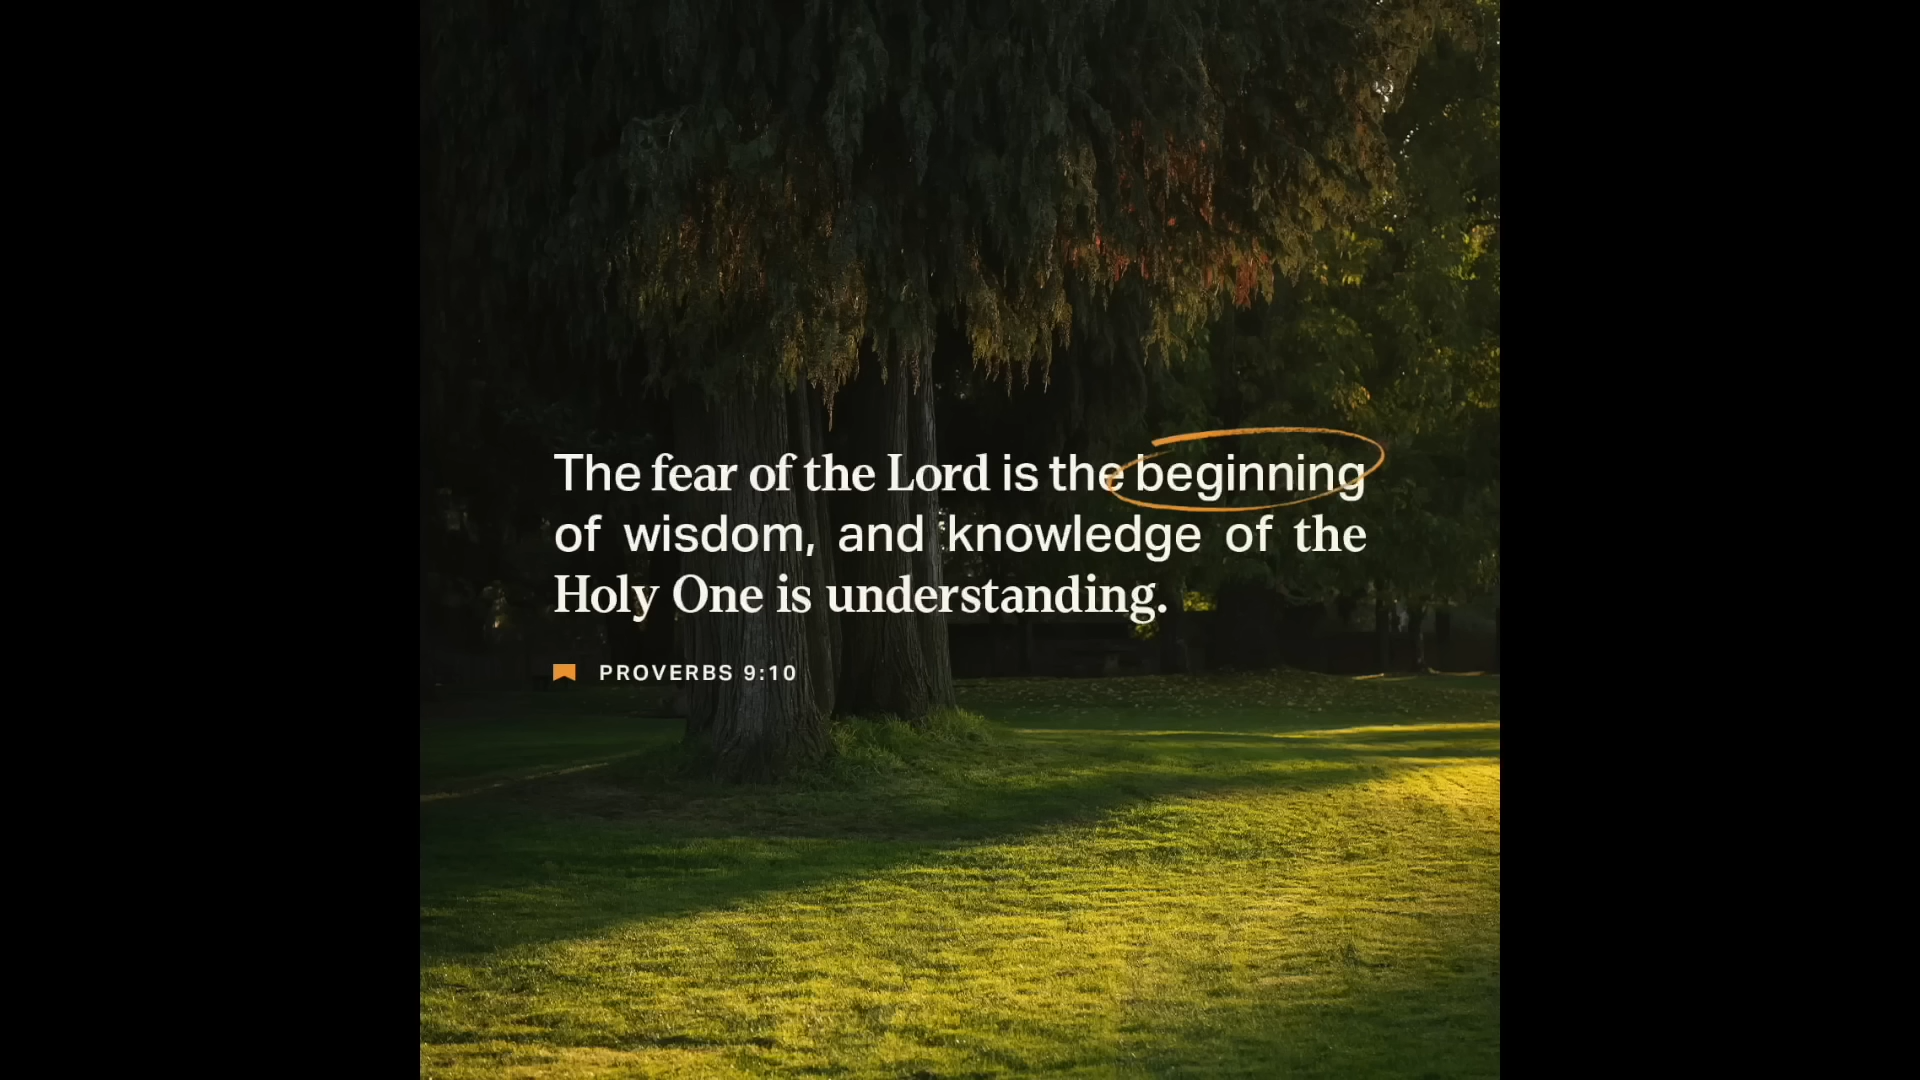 The fear of the Lord is the beginning
of wisdom, and knowledge of the
Holy One is understanding.
PROVERBS 9:10